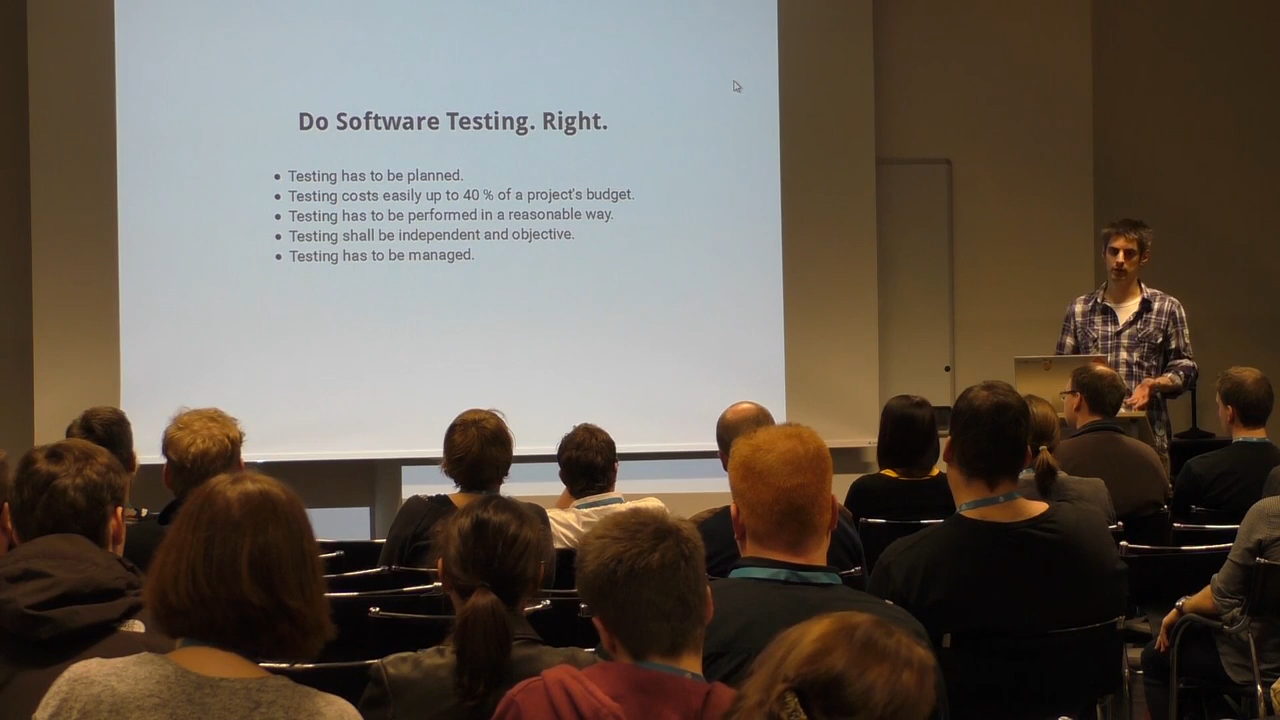 Do Software Testing. Right.
• Testing has to be planned.
• Testing costs easily up to 40 % of a project's budget.
• Testing has to be performed in a reasonable way.
• Testing shall be independent and objective.
• Testing has to be managed.